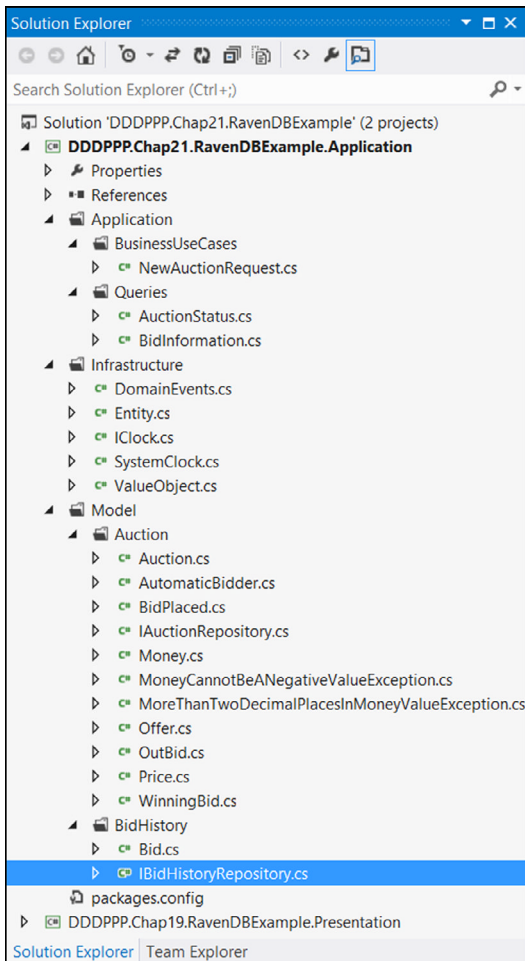 Solution Explorer
Search Solution Explorer (Ctrl+;)
Solution 'DDDPPP.Chap21.RavenDBExample' (2 projects)
DDDPPP.Chap21.RavenDBExample.Application
Properties
References
Application
BusinessUseCases
NewAuctionRequest.cs
Queries
AuctionStatus.cs
BidInformation.cs
Infrastructure
DomainEvents.cs
Entity.cs
IClock.cs
SystemClock.cs
ValueObject.cs
Model
Auction
Auction.cs
AutomaticBidder.cs
BidPlaced.cs
IAuctionRepository.cs
Money.cs
MoneyCannotBeANegativeValueException.cs
MoreThanTwoDecimalPlacesInMoneyValueException.cs
Offer.cs
OutBid.cs
Price.cs
WinningBid.cs
BidHistory
Bid.cs
IBidHistoryRepository.cs
packages.config
DDDPPP.Chap19.RavenDBExample.Presentation
Solution Explorer Team Explorer